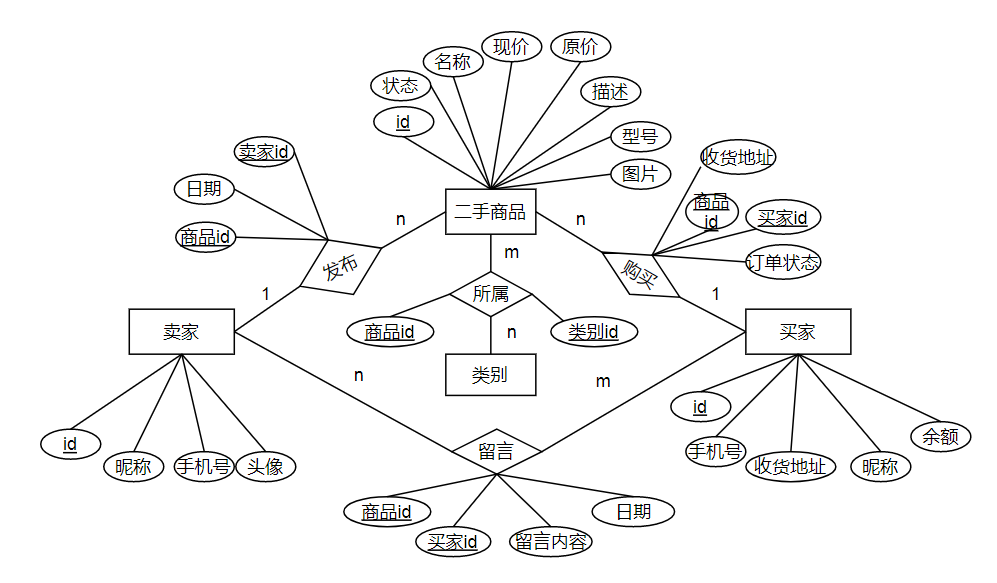 现价
原价
名称
状态
描述
id
型号
卖家id
收货地址
图片
日期
商品
id
买家id
二手商品
n
n
商品id
m
订单状态
发布
购买
1
所属
1
商品id
类别id
卖家
n
买家
类别
n
m
id
余额
id
留言
手机号
昵称
手机号
头像
收货地址
昵称
商品id
日期
买家id
留言内容